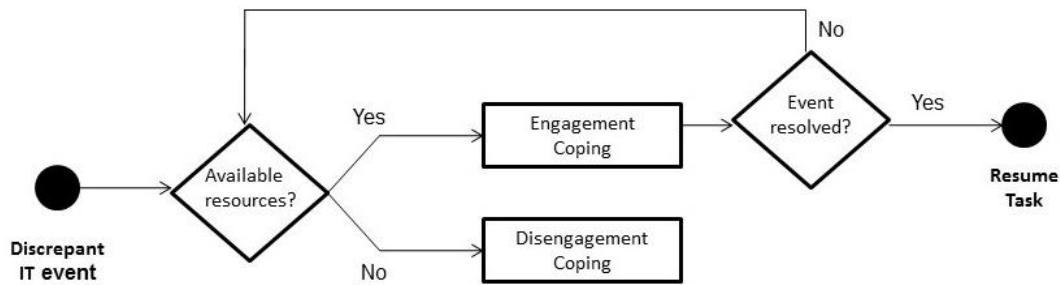 No
Yes
Event
resolved?
Yes
Engagement
Coping
Available
resources?
Resume
Task
Discrepant
IT event
Disengagement
Coping
No